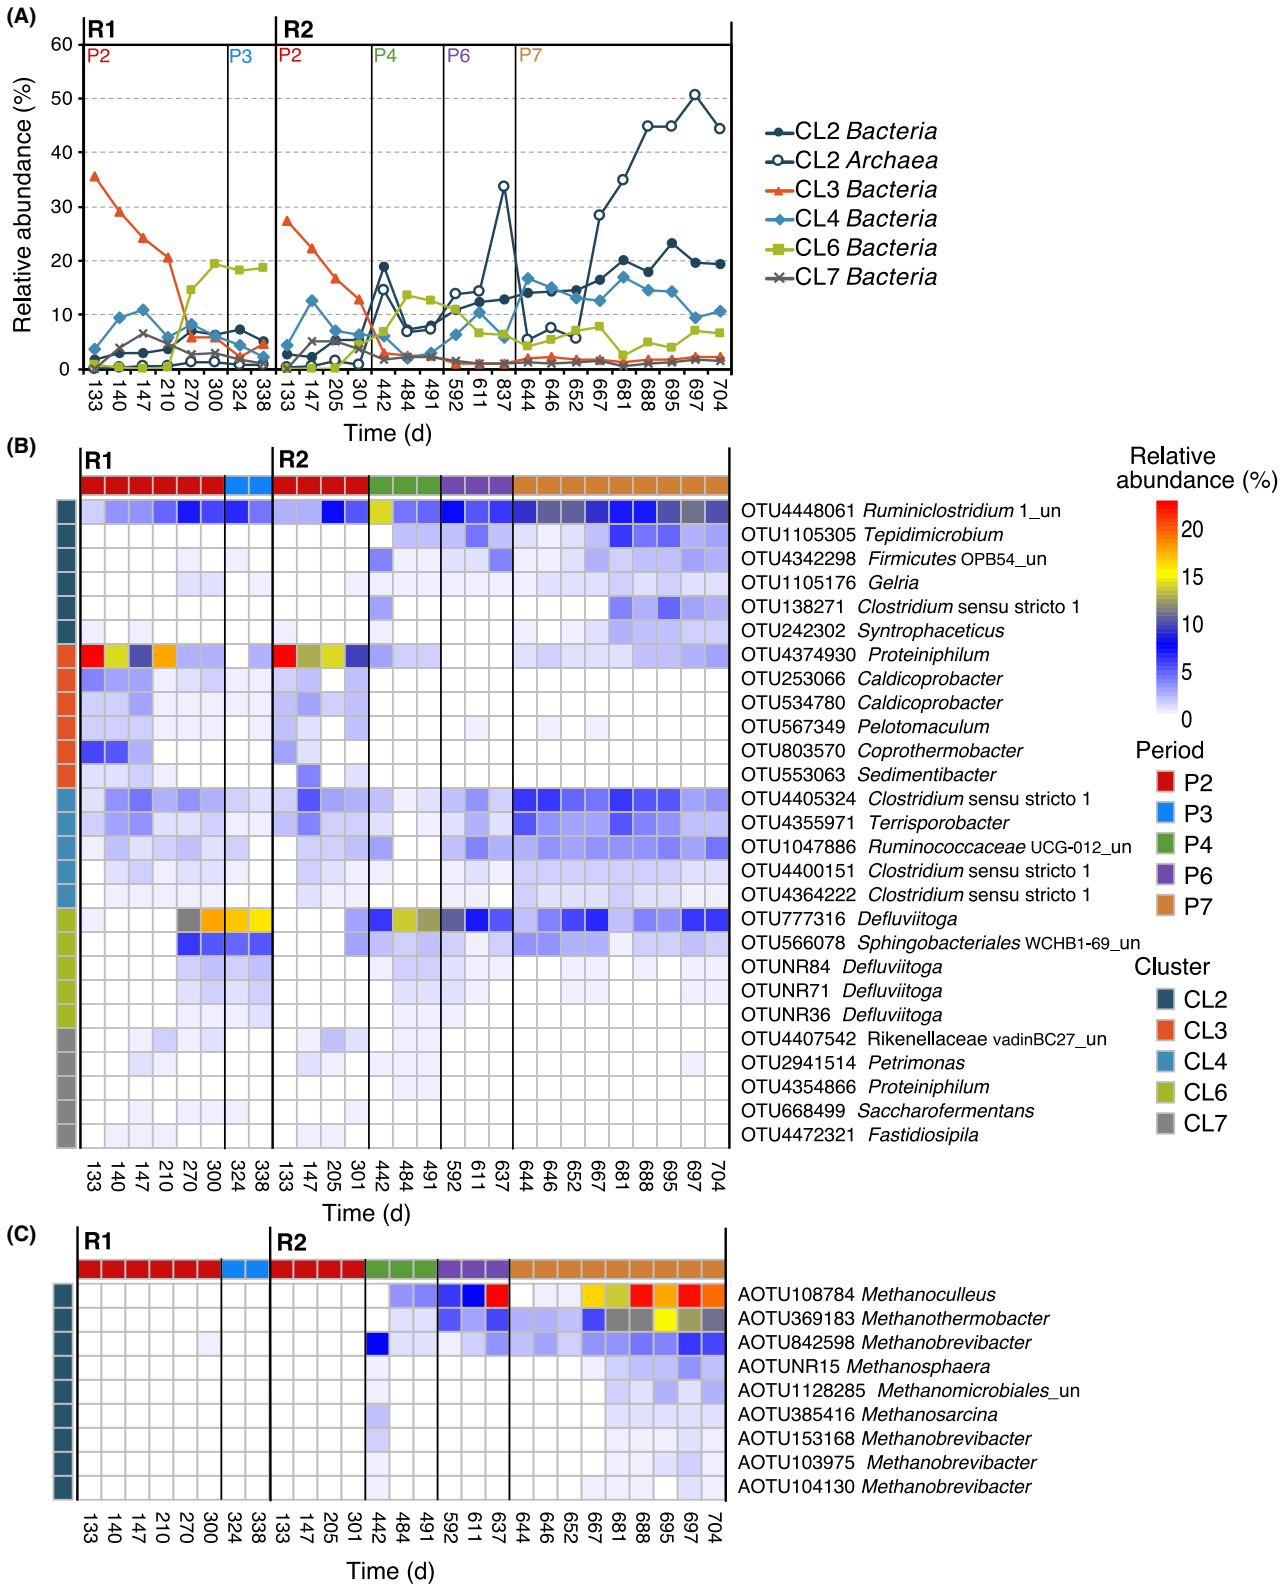 (A)
R1
R2
P2
P3
P2
P4
P6
P7
Relative abundance (%)
60
50
40
30
20
10
0
133 140 147 210 270 300 324 338 133 147 205 301 442 484 491 592 611 637 644 646 652 667 681 688 695 697 704
Time (d)
CL2 Bacteria
CL2 Archaea
CL3 Bacteria
CL4 Bacteria
CL6 Bacteria
CL7 Bacteria
(B)
R1
R2
OTU4448061 Ruminiclostridium 1_un
OTU1105305 Tepidimicrobium
OTU4342298 Firmicutes OPB54_un
OTU1105176 Gelria
OTU138271 Clostridium sensu stricto 1
OTU242302 Syntrophaceticus
OTU4374930 Proteiniphilum
OTU253066 Caldicoprobacter
OTU534780 Caldicoprobacter
OTU567349 Pelotomaculum
OTU803570 Coprothermobacter
OTU553063 Sedimentibacter
OTU4405324 Clostridium sensu stricto 1
OTU4355971 Terrisporobacter
OTU1047886 Ruminococcaceae UCG-012_un
OTU4400151 Clostridium sensu stricto 1
OTU4364222 Clostridium sensu stricto 1
OTU777316 Defluviitoga
OTU566078 Sphingobacteriales WCHB1-69_un
OTUNR84 Defluviitoga
OTUNR71 Defluviitoga
OTUNR36 Defluviitoga
OTU4407542 Rikenellaceae vadinBC27_un
OTU2941514 Petrimonas
OTU4354866 Proteiniphilum
OTU668499 Saccharofermentans
OTU4472321 Fastidiosipila
133 140 147 210 270 300 324 338 133 147 205 301 442 484 491 592 611 637 644 646 652 667 681 688 695 697 704
Time (d)
Relative
abundance (%)
20
15
10
5
0
Period
P2
P3
P4
P6
P7
Cluster
CL2
CL3
CL4
CL6
CL7
(C)
R1
R2
AOTU108784 Methanoculleus
AOTU369183 Methanothermobacter
AOTU842598 Methanobrevibacter
AOTUNR15 Methanosphaera
AOTU1128285 Methanomicrobiales_un
AOTU385416 Methanosarcina
AOTU153168 Methanobrevibacter
AOTU103975 Methanobrevibacter
AOTU104130 Methanobrevibacter
133 140 147 210 270 300 324 338 133 147 205 301 442 484 491 592 611 637 644 646 652 667 681 688 695 697 704
Time (d)